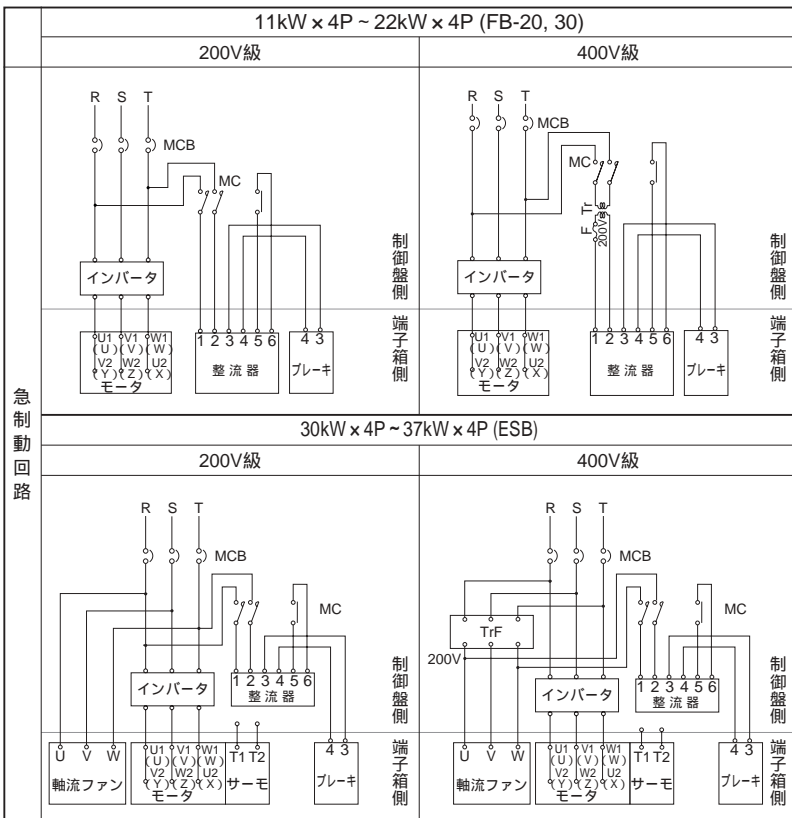 11kW × 4P ~ 22kW × 4P (FB-20, 30)
200V級
400V級
急制動回路
R S T
MCB
MC
インバータ
制御盤側
端子箱側
U1 V1 W1
(U) (V) (W)
V2 W2 U2
(Y) (Z) (X)
モータ
1 2 3 4 5 6
整流器
4 3
ブレーキ
R S T
MCB
MC
Tr
F
200V
インバータ
制御盤側
端子箱側
U1 V1 W1
(U) (V) (W)
V2 W2 U2
(Y) (Z) (X)
モータ
1 2 3 4 5 6
整流器
4 3
ブレーキ
30kW × 4P ~ 37kW × 4P (ESB)
200V級
400V級
R S T
MCB
MC
インバータ
1 2 3 4 5 6
整流器
制御盤側
端子箱側
U V W
軸流ファン
U1 V1 W1
(U) (V) (W)
V2 W2 U2
(Y) (Z) (X)
モータ
T1 T2
サーモ
4 3
ブレーキ
R S T
MCB
MC
TrF
200V
インバータ
1 2 3 4 5 6
整流器
制御盤側
端子箱側
U V W
軸流ファン
U1 V1 W1
(U) (V) (W)
V2 W2 U2
(Y) (Z) (X)
モータ
T1 T2
サーモ
4 3
ブレーキ